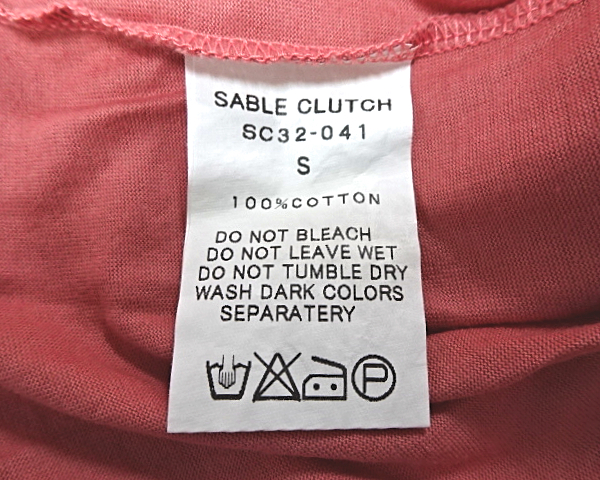 SABLE CLUTCH
SC32-041
S
100%COTTON
DO NOT BLEACH
DO NOT LEAVE WET
DO NOT TUMBLE DRY
WASH DARK COLORS
SEPARATERY
P